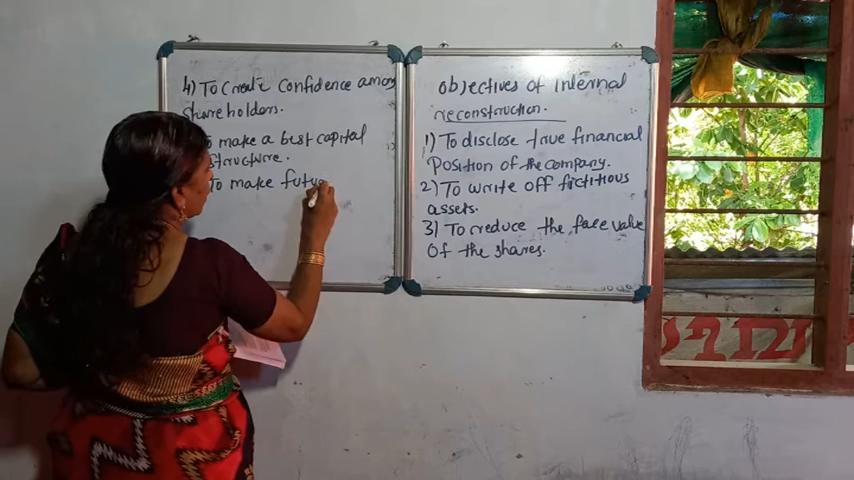 objectives of internal
reconstruction.
1) To disclose true financial
Position of the company.
2) To write off fictitious
assets.
3) To creduce the face value
Of the shares.
4) To create confidence among
shareholders.
To make a best capital
structure.
To make futu